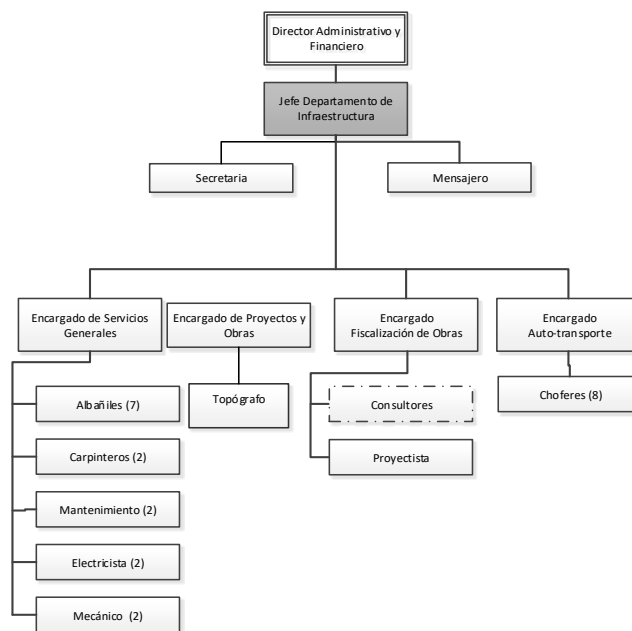 Director Administrativo y
Financiero
Jefe Departamento de
Infraestructura
Secretaria
Mensajero
Encargado de Servicios
Generales
Encargado de Proyectos y
Obras
Encargado
Fiscalización de Obras
Encargado
Auto-transporte
Albañiles (7)
Topógrafo
Consultores
Choferes (8)
Carpinteros (2)
Proyectista
Mantenimiento (2)
Electricista (2)
Mecánico (2)